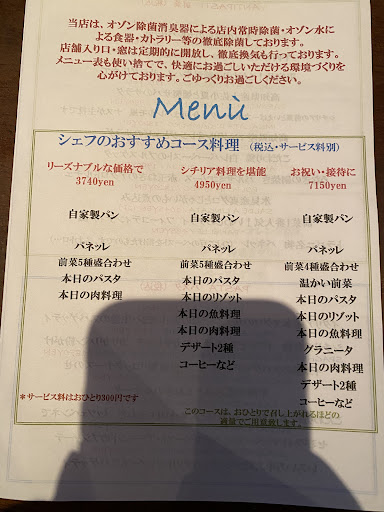 当店は、オゾン除菌消臭器による店内常時除菌・オゾン水に
よる食器・カトラリー等の徹底除菌しております。
店舗入り口・窓は定期的に開放し、徹底換気も行っております。
メニュー表も使い捨てで、快適にお過ごしいただける環境づくりを
心がけております。ごゆっくりお過ごしください。
Menù
シェフのおすすめコース料理 (税込・サービス料別)
リーズナブルな価格で
3740yen
自家製パン
パネッレ
前菜5種盛合わせ
本日のパスタ
本日の肉料理
シチリア料理を堪能
4950yen
自家製パン
パネッレ
前菜5種盛合わせ
本日のパスタ
本日のリゾット
本日の魚料理
本日の肉料理
デザート2種
コーヒーなど
お祝い・接待に
7150yen
自家製パン
パネッレ
前菜4種盛合わせ
温かい前菜
本日のパスタ
本日のリゾット
本日の魚料理
グラニータ
本日の肉料理
デザート2種
コーヒーなど
*サービス料はおひとり300円です
このコースは、おひとりで召し上がれるほどの
適量でご用意致します。